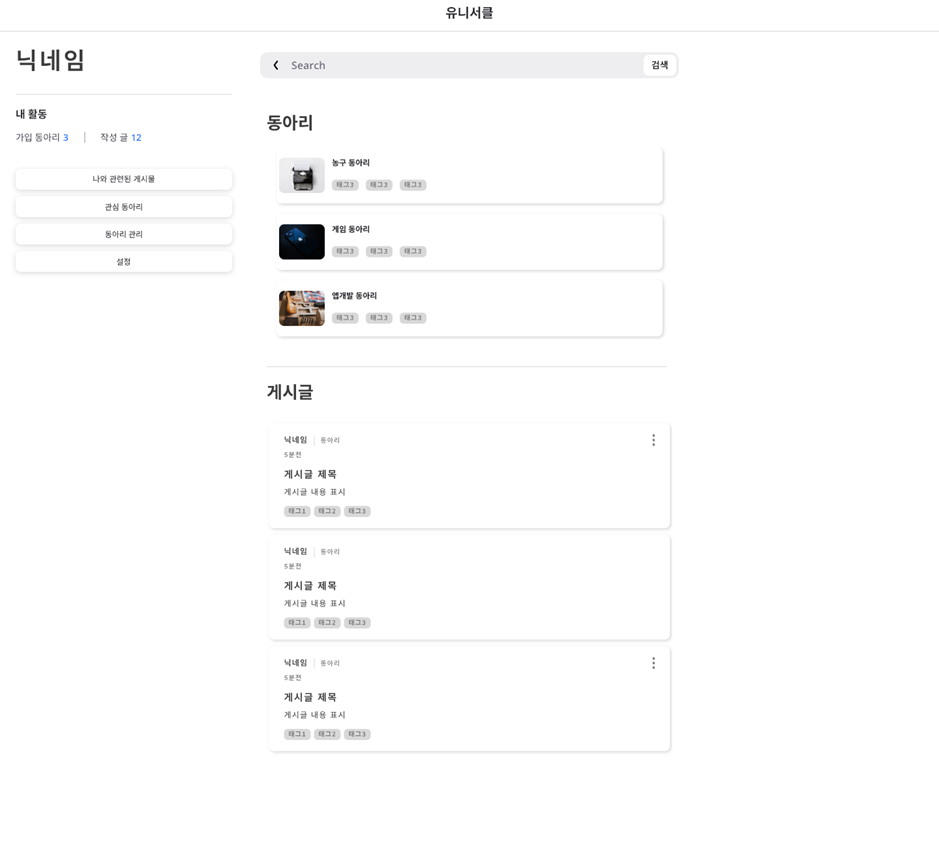 유니서클
닉네임
내 활동
가입 동아리 3 작성 글 12
나와 관련된 게시물
관심 동아리
동아리 관리
설정
Search 검색
동아리
농구 동아리
태그3 태그3 태그3
게임 동아리
태그3 태그3 태그3
앱개발 동아리
태그3 태그3 태그3
게시글
닉네임 동아리
5분전
게시글 제목
게시글 내용 표시
태그1 태그2 태그3
닉네임 동아리
5분전
게시글 제목
게시글 내용 표시
태그1 태그2 태그3
닉네임 동아리
5분전
게시글 제목
게시글 내용 표시
태그1 태그2 태그3